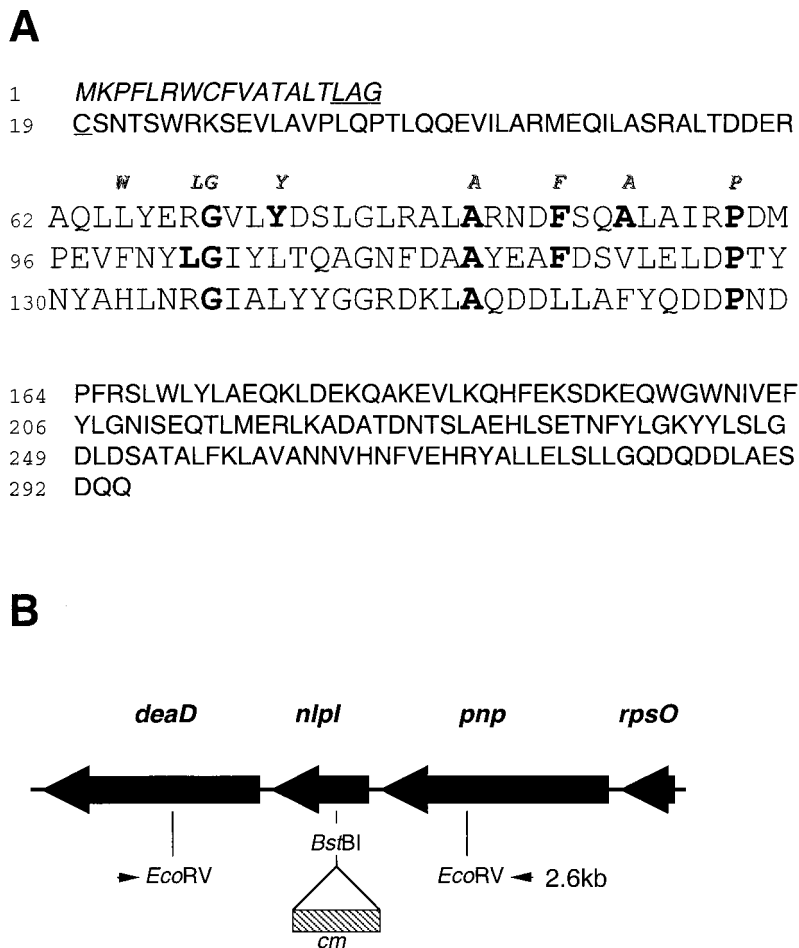 A
1 MKPFLRWCFVATALTLAG
19 CSNTSWRKSEVLAVPLQPTLQQEVILARMEQILASRALTDDER
W LG Y A F A P
62 AQLLYERGVLYDSLGLRALARNDFSQALAIRPDM
96 PEVFNYLGIYLTQAGNFDAAYEAFDSVLELDPTY
130 NYAHLNRGIALYYGGRDKLAQDDLLAFYQDDPND
164 PFRSLWLYLAEQKLDEKQAKEVLKQHFEKSDKEQWGWNIVEF
206 YLGNISEQTLMERLKADATDNTSLAEHLSETNFYLGKYYLSLG
249 DLDSATALFKLAVANNVHNFVEHRYALLELSLLGQDQDDLAES
292 DQQ
B
deaD nlpI pnp rpsO
BstBI
EcoRV EcoRV 2.6kb
cm